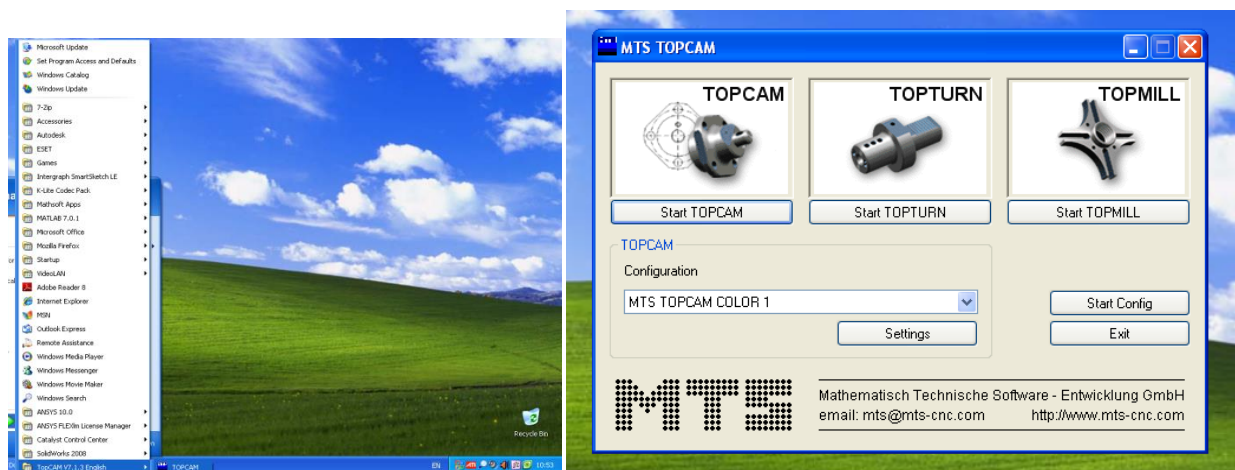 Microsoft Update
Set Program Access and Defaults
Windows Catalog
Windows Update
7-Zip
Accessories
Autodesk
ESET
Games
Intergraph SmartSketch LE
K-Lite Codec Pack
Mathsoft Apps
MATLAB 7.0.1
Microsoft Office
Mozilla Firefox
Startup
VideoLAN
Adobe Reader 8
Internet Explorer
MSN
Outlook Express
Remote Assistance
Windows Media Player
Windows Messenger
Windows Movie Maker
Windows Search
ANSYS 10.0
ANSYS FLEXlm License Manager
Catalyst Control Center
SolidWorks 2008
TopCAM V7.1.3 English
TOPCAM
EN
10:53
Recycle Bin
MTS TOPCAM
TOPCAM
TOPTURN
TOPMILL
Start TOPCAM
Start TOPTURN
Start TOPMILL
TOPCAM
Configuration
MTS TOPCAM COLOR 1
Settings
Start Config
Exit
MTS
Mathematisch Technische Software - Entwicklung GmbH
email: mts@mts-cnc.com http://www.mts-cnc.com